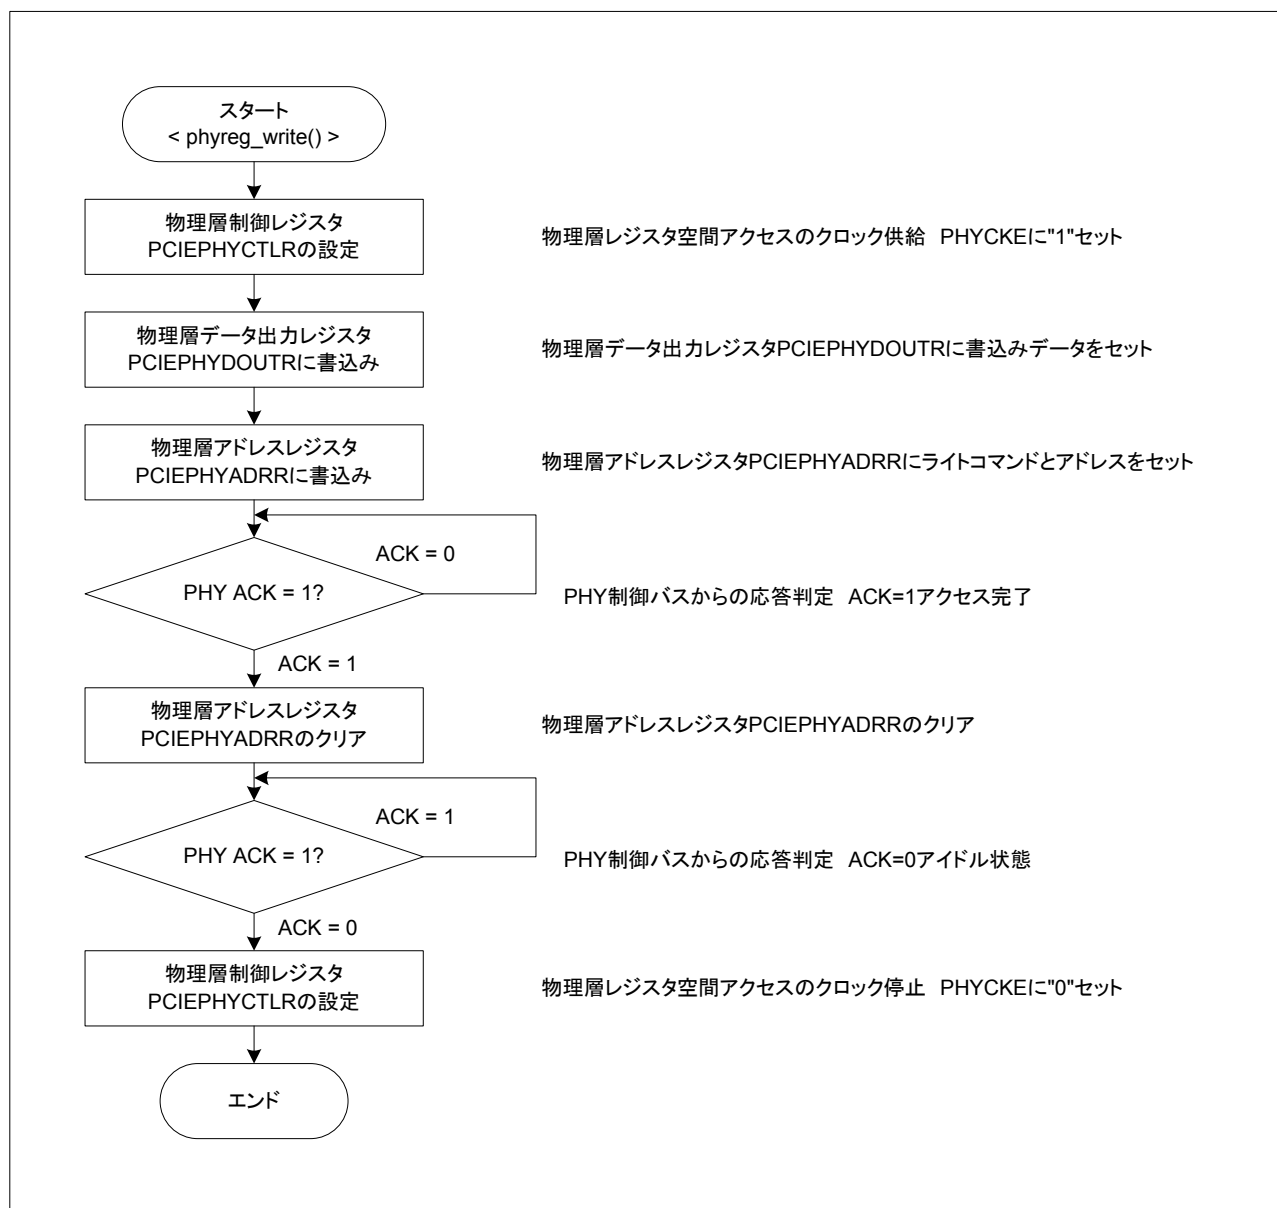 スタート
< phyreg_write() >
物理層制御レジスタ
PCIEPHYCTLRの設定
物理層レジスタ空間アクセスのクロック供給　PHYCKEに"1"セット
物理層データ出力レジスタ
PCIEPHYDOUTRに書込み
物理層データ出力レジスタPCIEPHYDOUTRに書込みデータをセット
物理層アドレスレジスタ
PCIEPHYADRRに書込み
物理層アドレスレジスタPCIEPHYADRRにライトコマンドとアドレスをセット
ACK = 0
PHY ACK = 1?
PHY制御バスからの応答判定　ACK=1アクセス完了
ACK = 1
物理層アドレスレジスタ
PCIEPHYADRRのクリア
物理層アドレスレジスタPCIEPHYADRRのクリア
ACK = 1
PHY ACK = 1?
PHY制御バスからの応答判定　ACK=0アイドル状態
ACK = 0
物理層制御レジスタ
PCIEPHYCTLRの設定
物理層レジスタ空間アクセスのクロック停止　PHYCKEに"0"セット
エンド